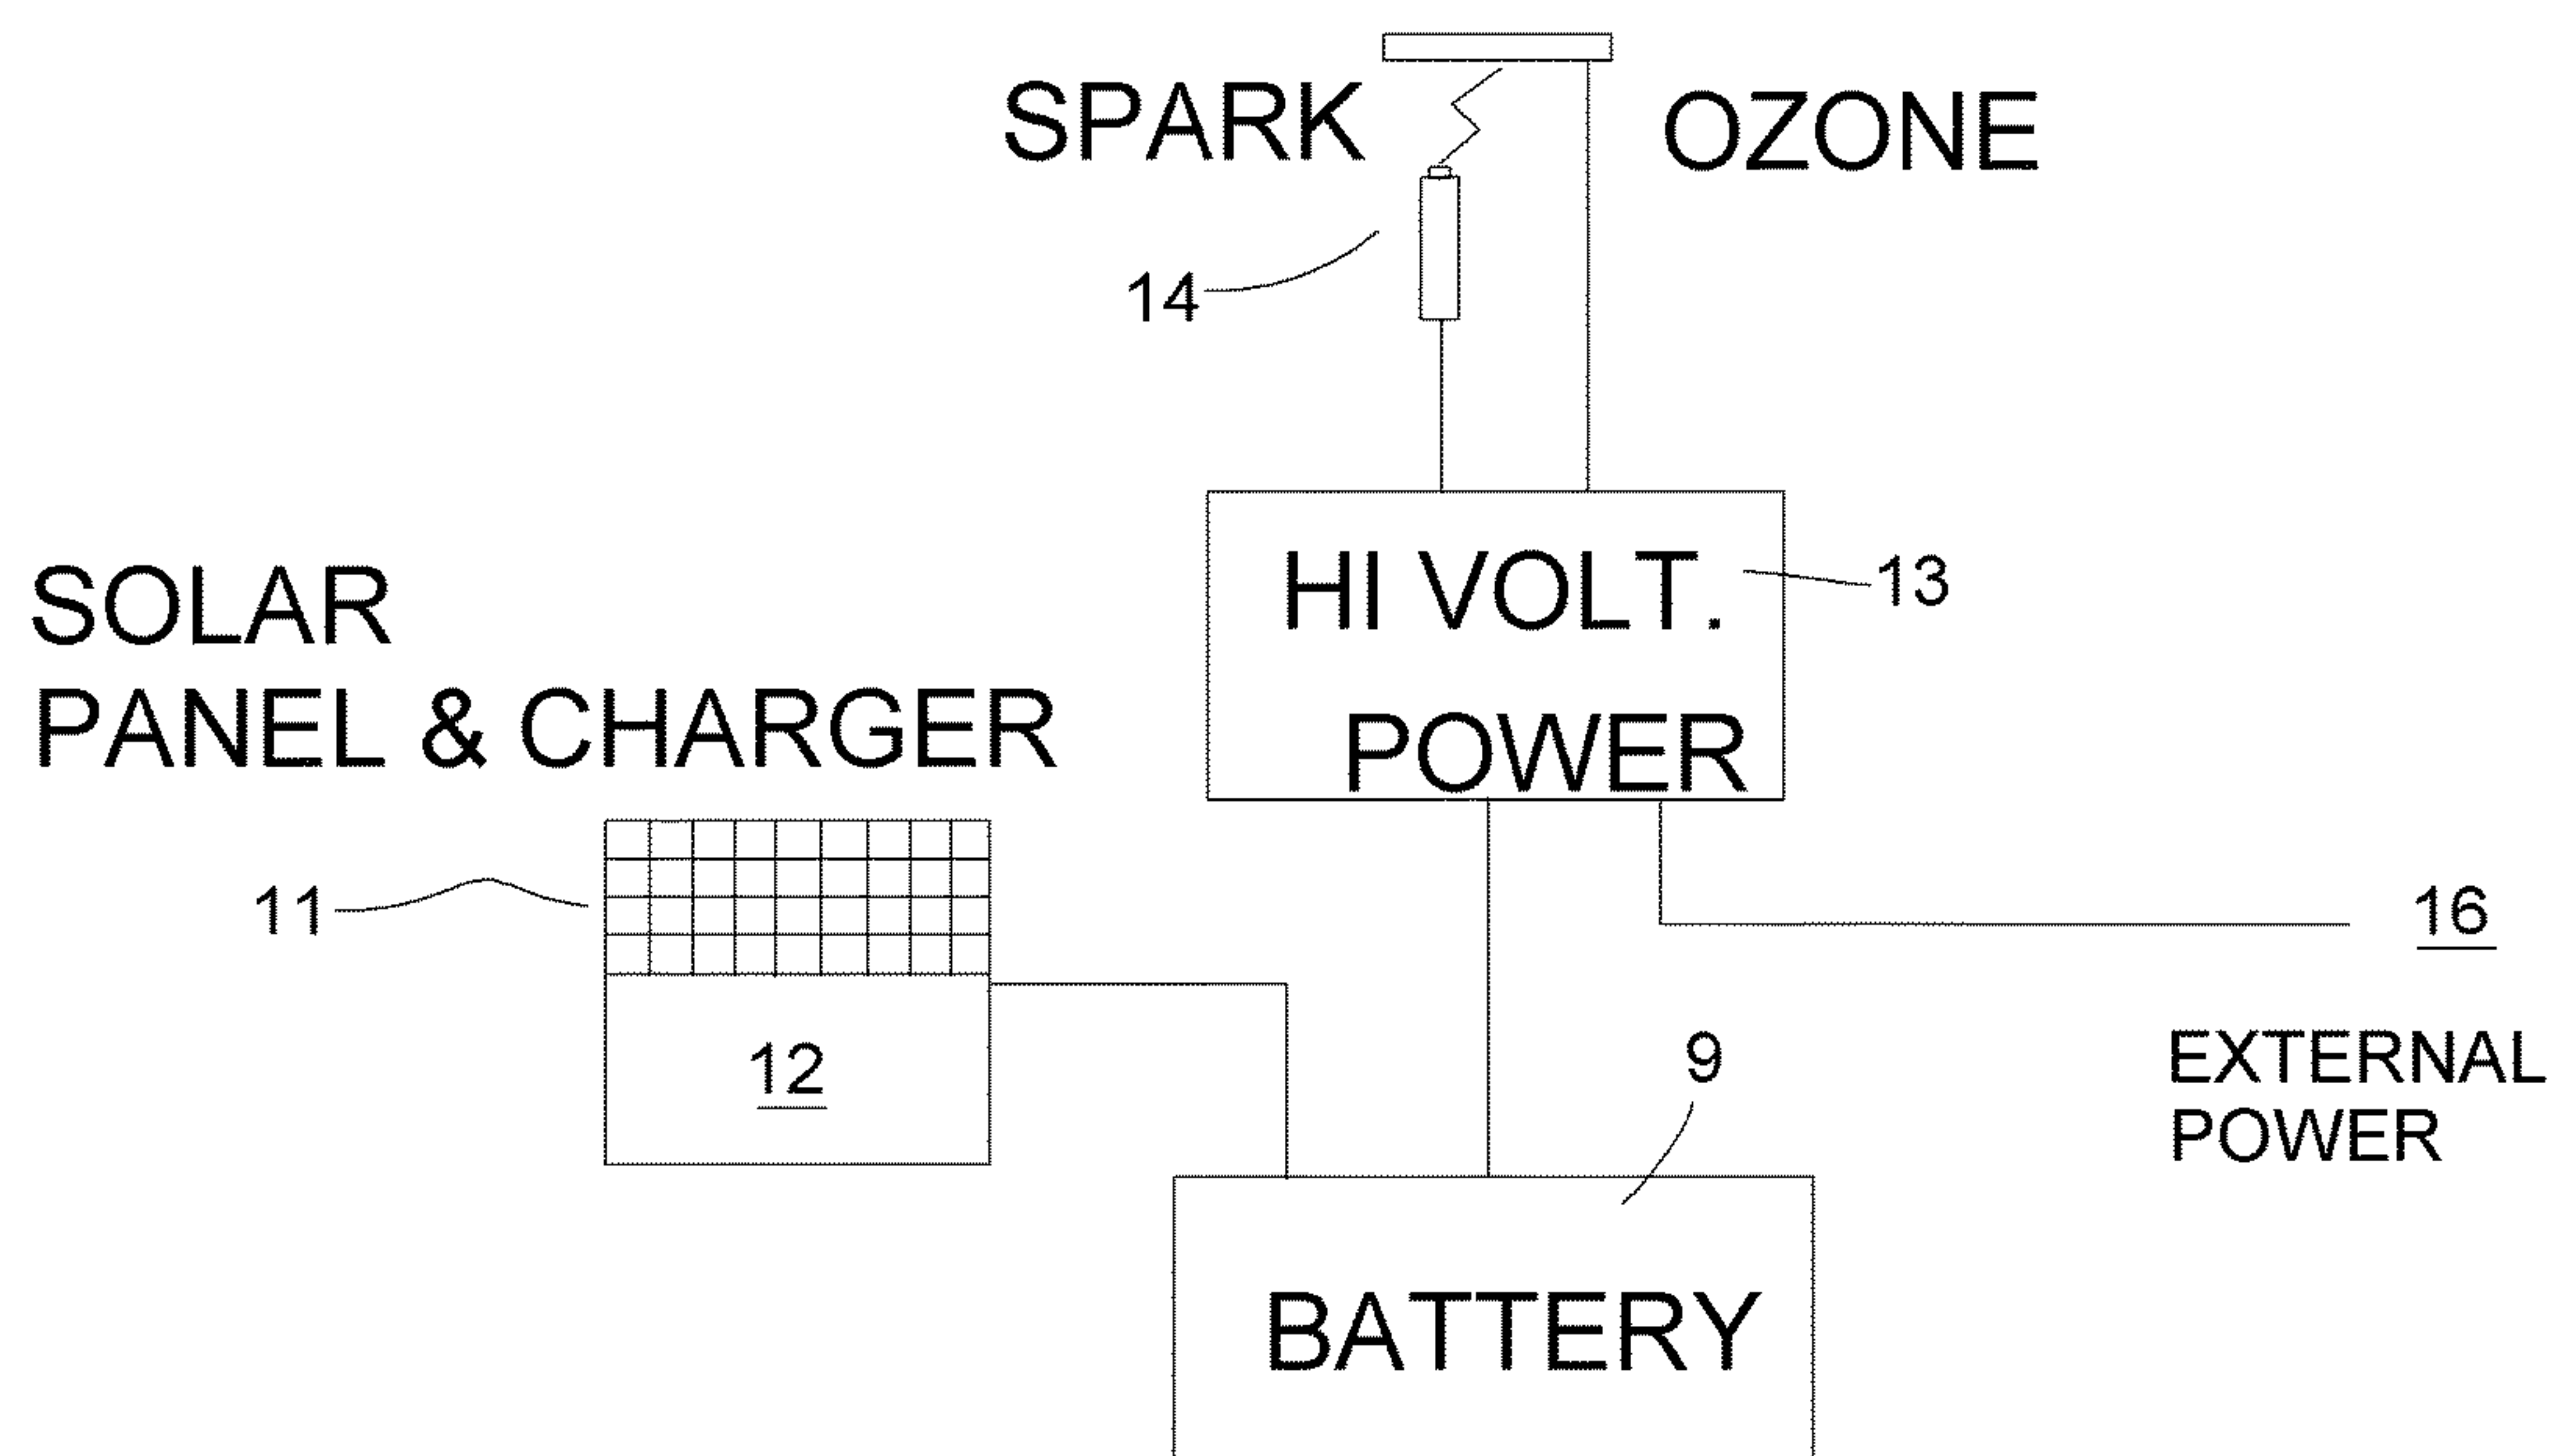 SPARK
OZONE
14
HI VOLT.
POWER
13
SOLAR
PANEL & CHARGER
11
12
16
EXTERNAL
POWER
9
BATTERY